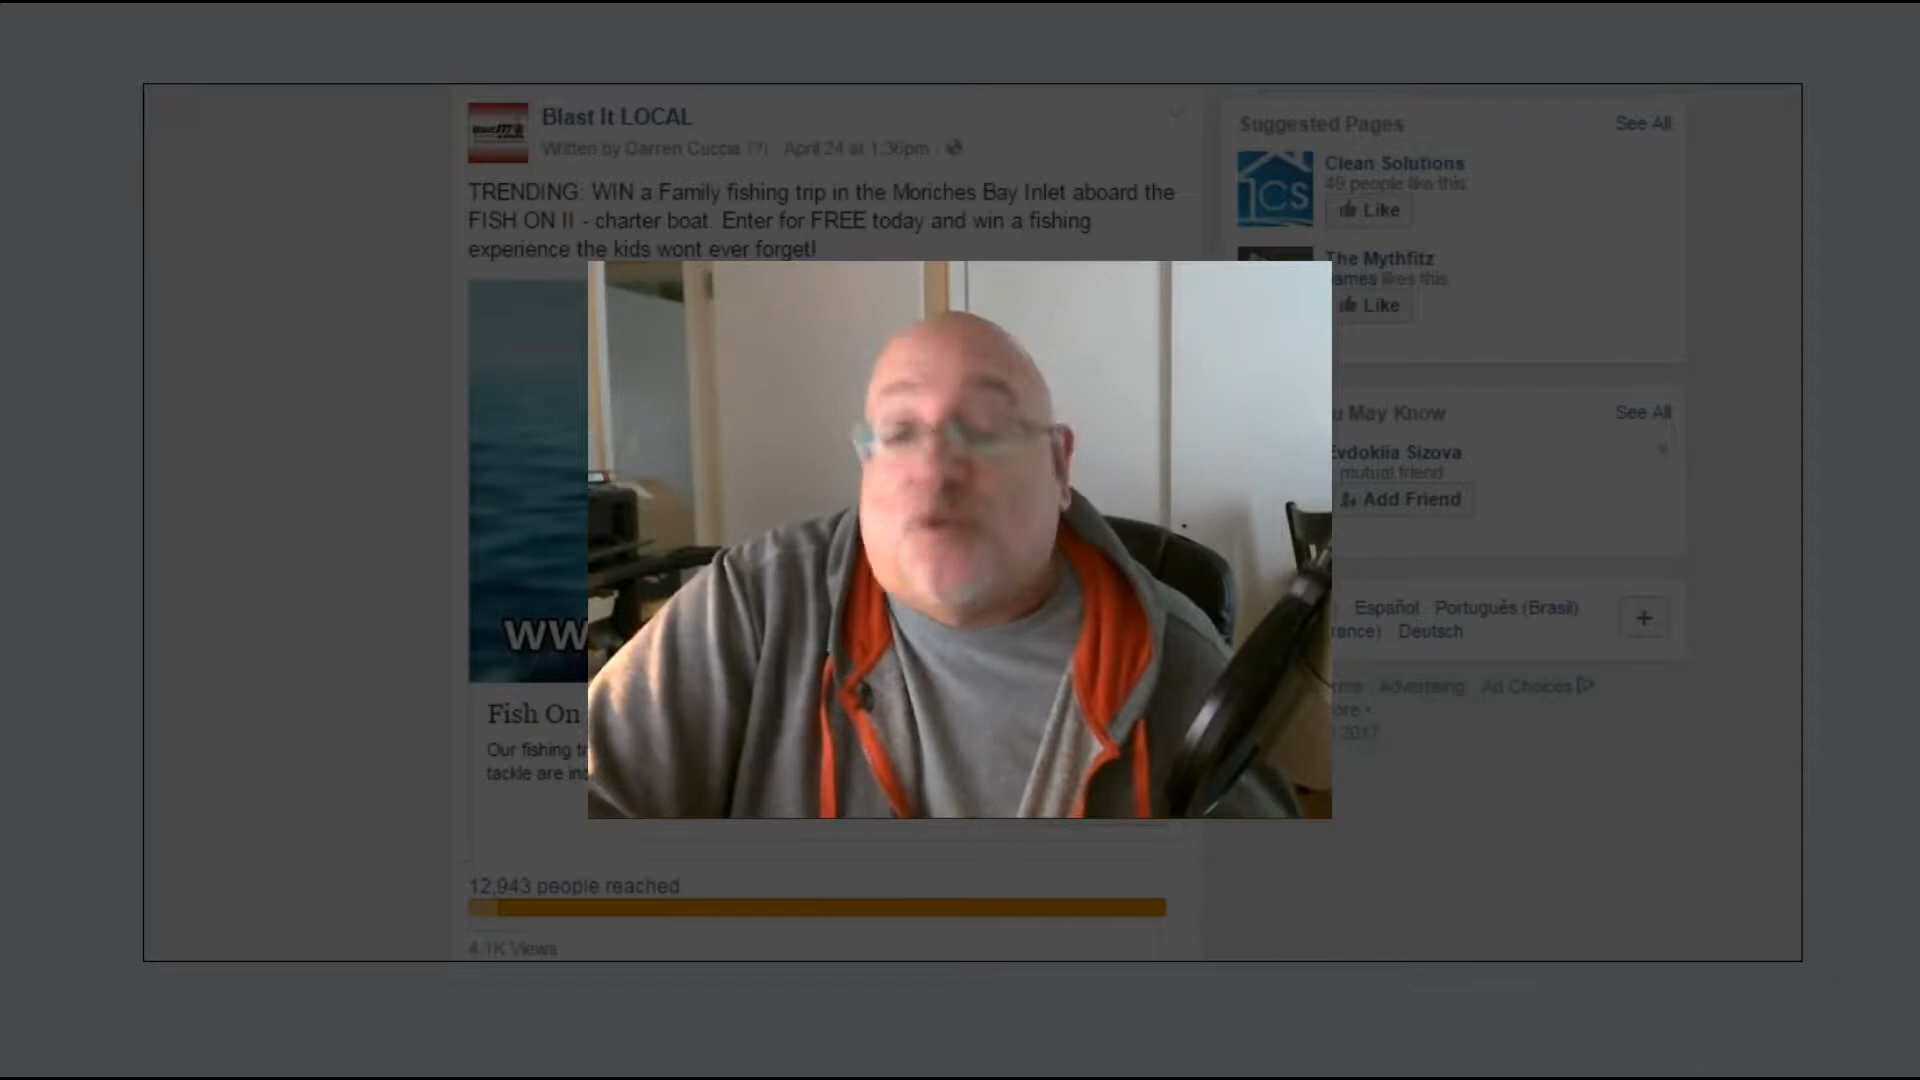 Blast It LOCAL
Written by Darren Cuccia [?] · April 24 at 1:36pm ·
TRENDING: WIN a Family fishing trip in the Moriches Bay Inlet aboard the
FISH ON II - charter boat. Enter for FREE today and win a fishing
experience the kids wont ever forget!
ww
Fish On
Our fishing
tackle are
12,943 people reached
4.1K Views
Suggested Pages
See All
1CS
Clean Solutions
49 people like this.
Like
The Mythfitz
likes this.
Like
May Know
See All
Evdokiia Sizova
mutual friend
Add Friend
Español · Português (Brasil)
Deutsch
+
Advertising · Ad Choices
2017